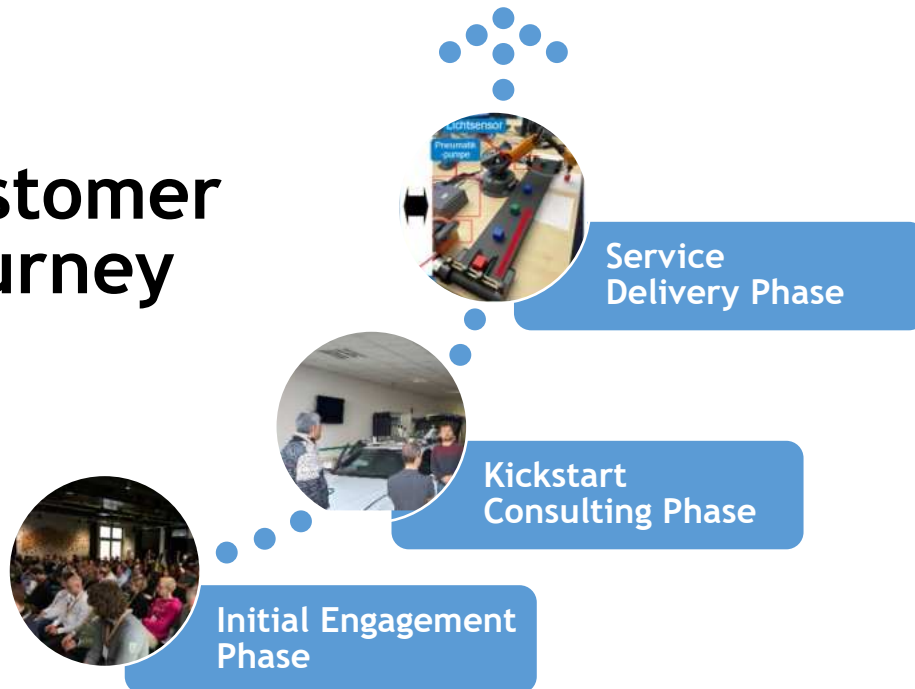 stomer
urney
Lichtsensor
Pneumatik
-pumpe
Service
Delivery Phase
Kickstart
Consulting Phase
Initial Engagement
Phase